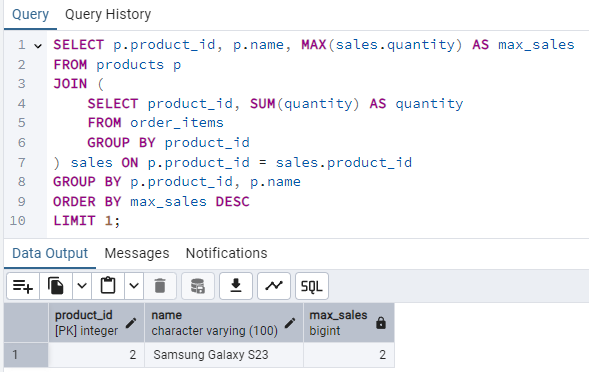 Query Query History
1 SELECT p.product_id, p.name, MAX(sales.quantity) AS max_sales
2 FROM products p
3 JOIN (
4     SELECT product_id, SUM(quantity) AS quantity
5     FROM order_items
6     GROUP BY product_id
7 ) sales ON p.product_id = sales.product_id
8 GROUP BY p.product_id, p.name
9 ORDER BY max_sales DESC
10 LIMIT 1;
Data Output Messages Notifications
SQL
product_id name max_sales
[PK] integer character varying (100) bigint
1 2 Samsung Galaxy S23 2